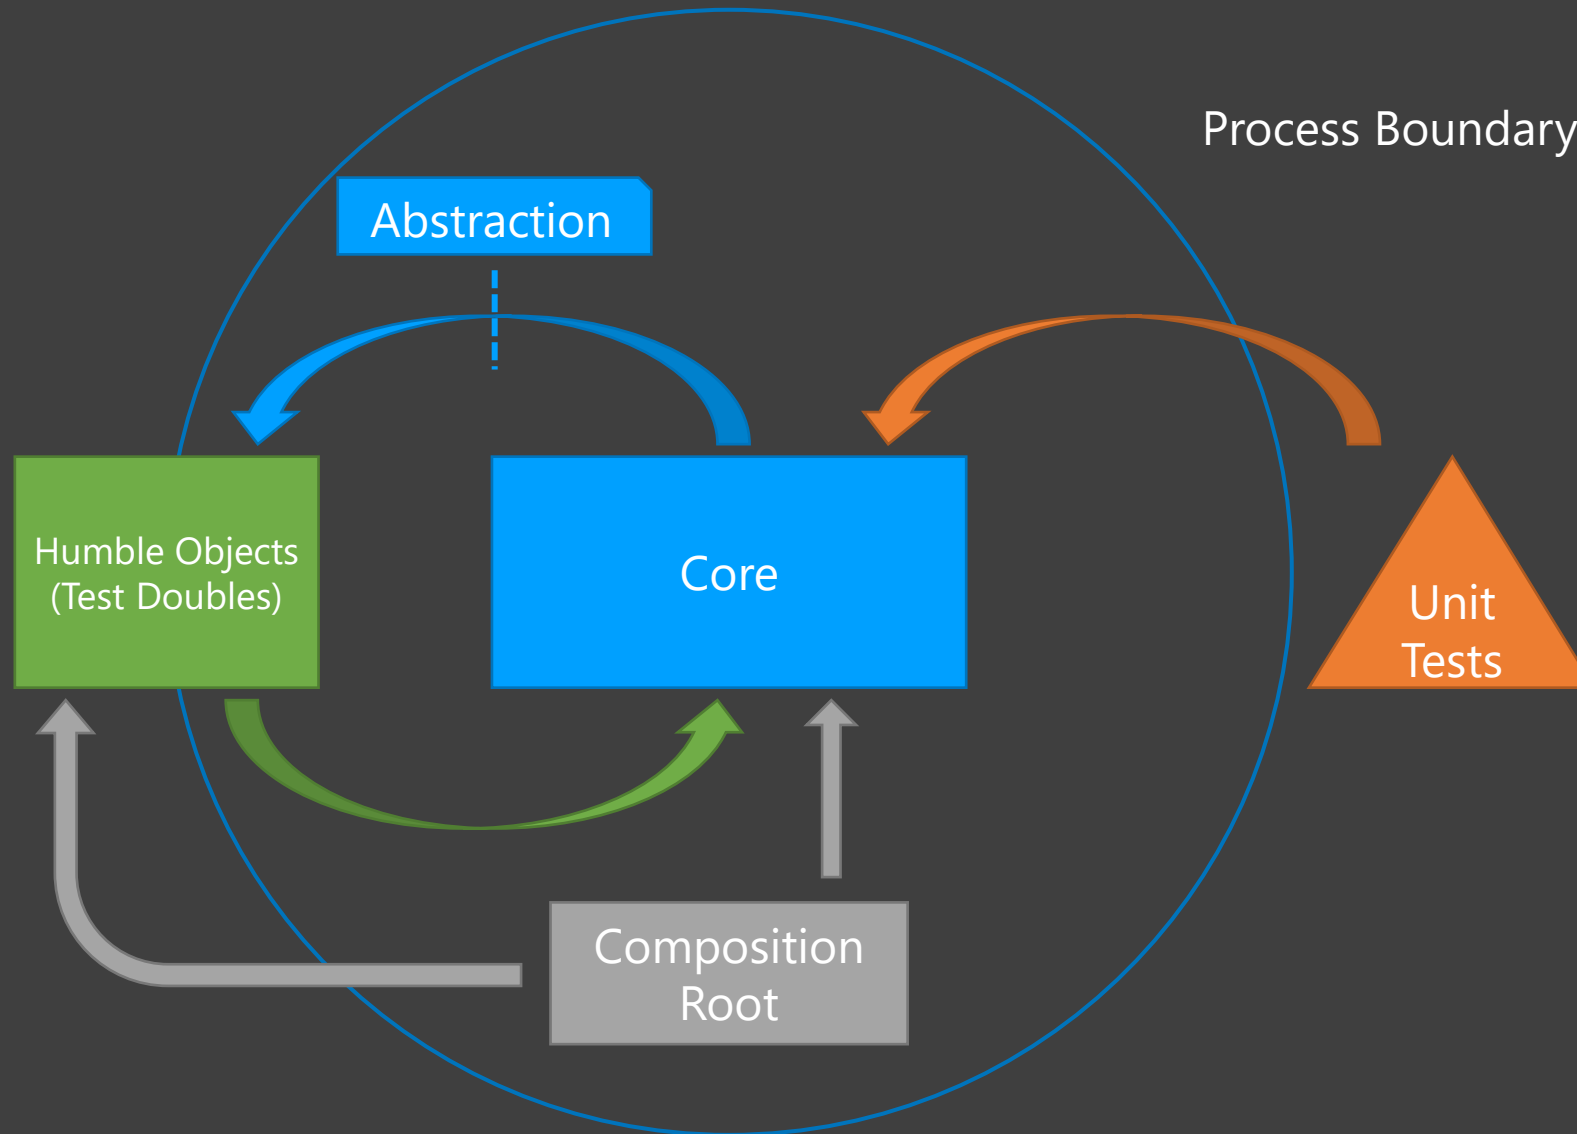 Process Boundary
Abstraction
Humble Objects
(Test Doubles)
Core
Unit
Tests
Composition
Root